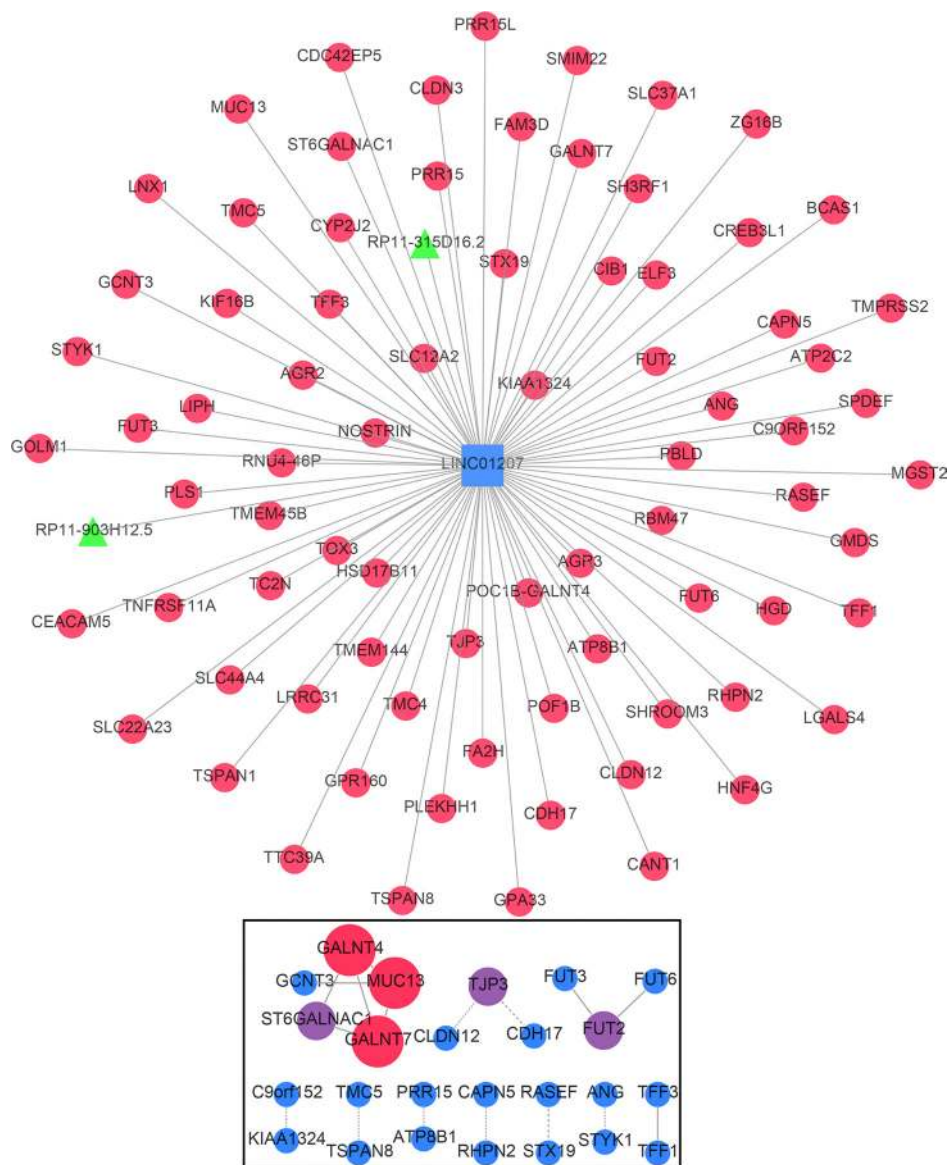 PRR15L
CDC42EP5
SMIM22
CLDN3
SLC37A1
MUC13
FAM3D
ZG16B
ST6GALNAC1
GALNT7
PRR15
SH3RF1
LNX1
BCAS1
TMC5
CYP2J2
CREB3L1
RP11-315D16.2
STX19
CIB1
ELF3
GCNT3
KIF16B
TFF3
TMPRSS2
CAPN5
STYK1
SLC12A2
FUT2
ATP2C2
AGR2
KIAA1324
LIPH
ANG
SPDEF
FUT3
NOSTRIN
C9ORF152
GOLM1
RNU4-46P
LINC01207
PBLD
MGST2
PLS1
RASEF
TMEM45B
RBM47
RP11-903H12.5
GMDS
TOX3
HSD17B11
AGR3
TC2N
POC1B-GALNT4
TNFRSF11A
FUT6
HGD
TFF1
CEACAM5
TJP3
ATP8B1
TMEM144
SLC44A4
LRRC31
TMC4
POF1B
SHROOM3
RHPN2
LGALS4
SLC22A23
FA2H
TSPAN1
GPR160
CLDN12
HNF4G
PLEKHH1
CDH17
TTC39A
CANT1
TSPAN8
GPA33
GALNT4
GCNT3
MUC13
TJP3
FUT3
FUT6
ST6GALNAC1
GALNT7
CLDN12
CDH17
FUT2
C9orf152
TMC5
PRR15
CAPN5
RASEF
ANG
TFF3
KIAA1324
TSPAN8
ATP8B1
RHPN2
STX19
STYK1
TFF1